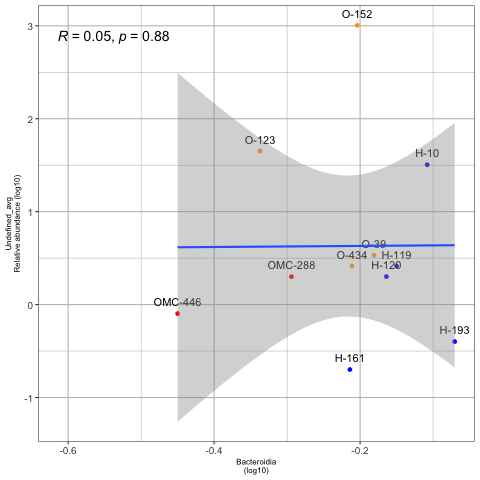 R = 0.05, p = 0.88
O-152
O-123
H-10
O-39
O-434
H-119
OMC-288
H-120
OMC-446
H-193
H-161
3
2
1
0
-1
-0.6
-0.4
-0.2
Undefined_avg
Relative abundance (log10)
Bacteroidia
(log10)